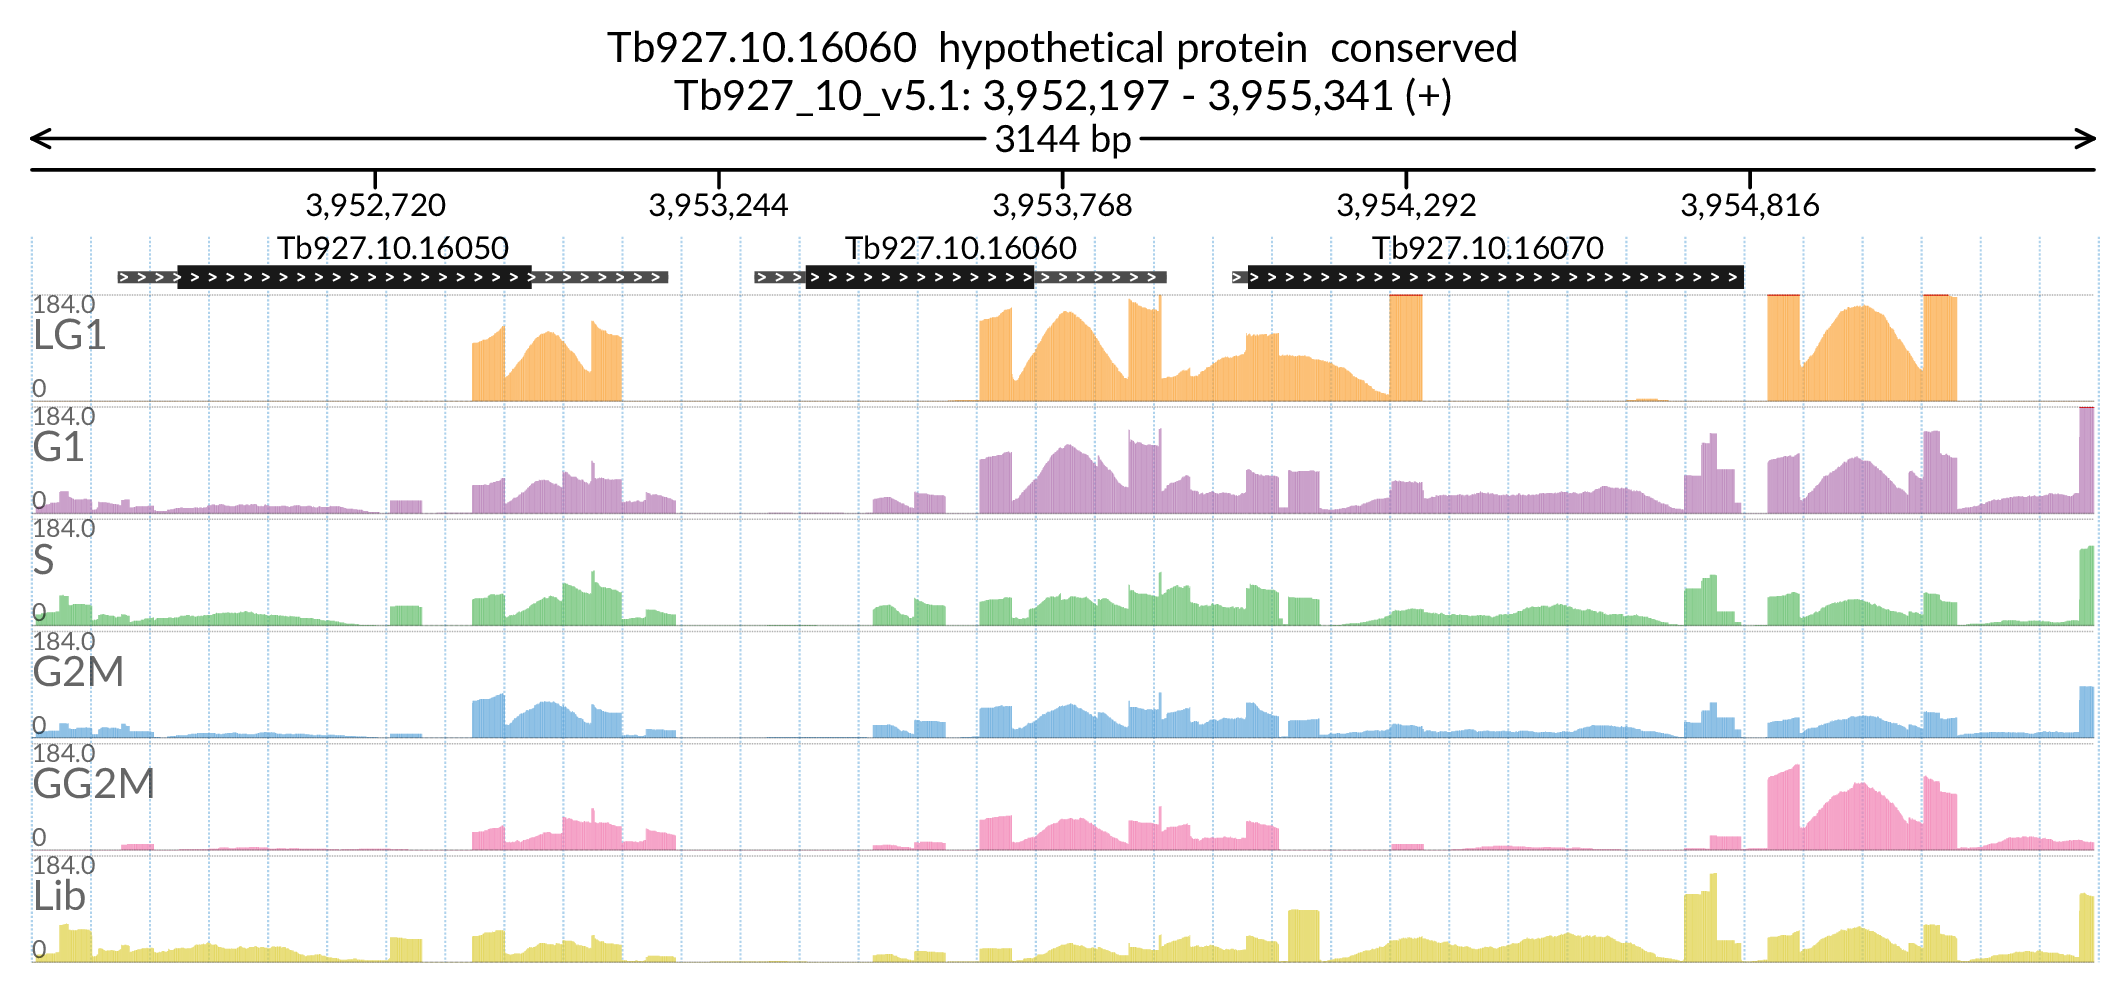 Tb927.10.16060 hypothetical protein conserved
Tb927_10_v5.1: 3,952,197 - 3,955,341 (+)
3144 bp
3,952,720 3,953,244 3,953,768 3,954,292 3,954,816
Tb927.10.16050 Tb927.10.16060 Tb927.10.16070
184.0
LG1
0
184.0
G1
0
184.0
S
0
184.0
G2M
0
184.0
GG2M
0
184.0
Lib
0